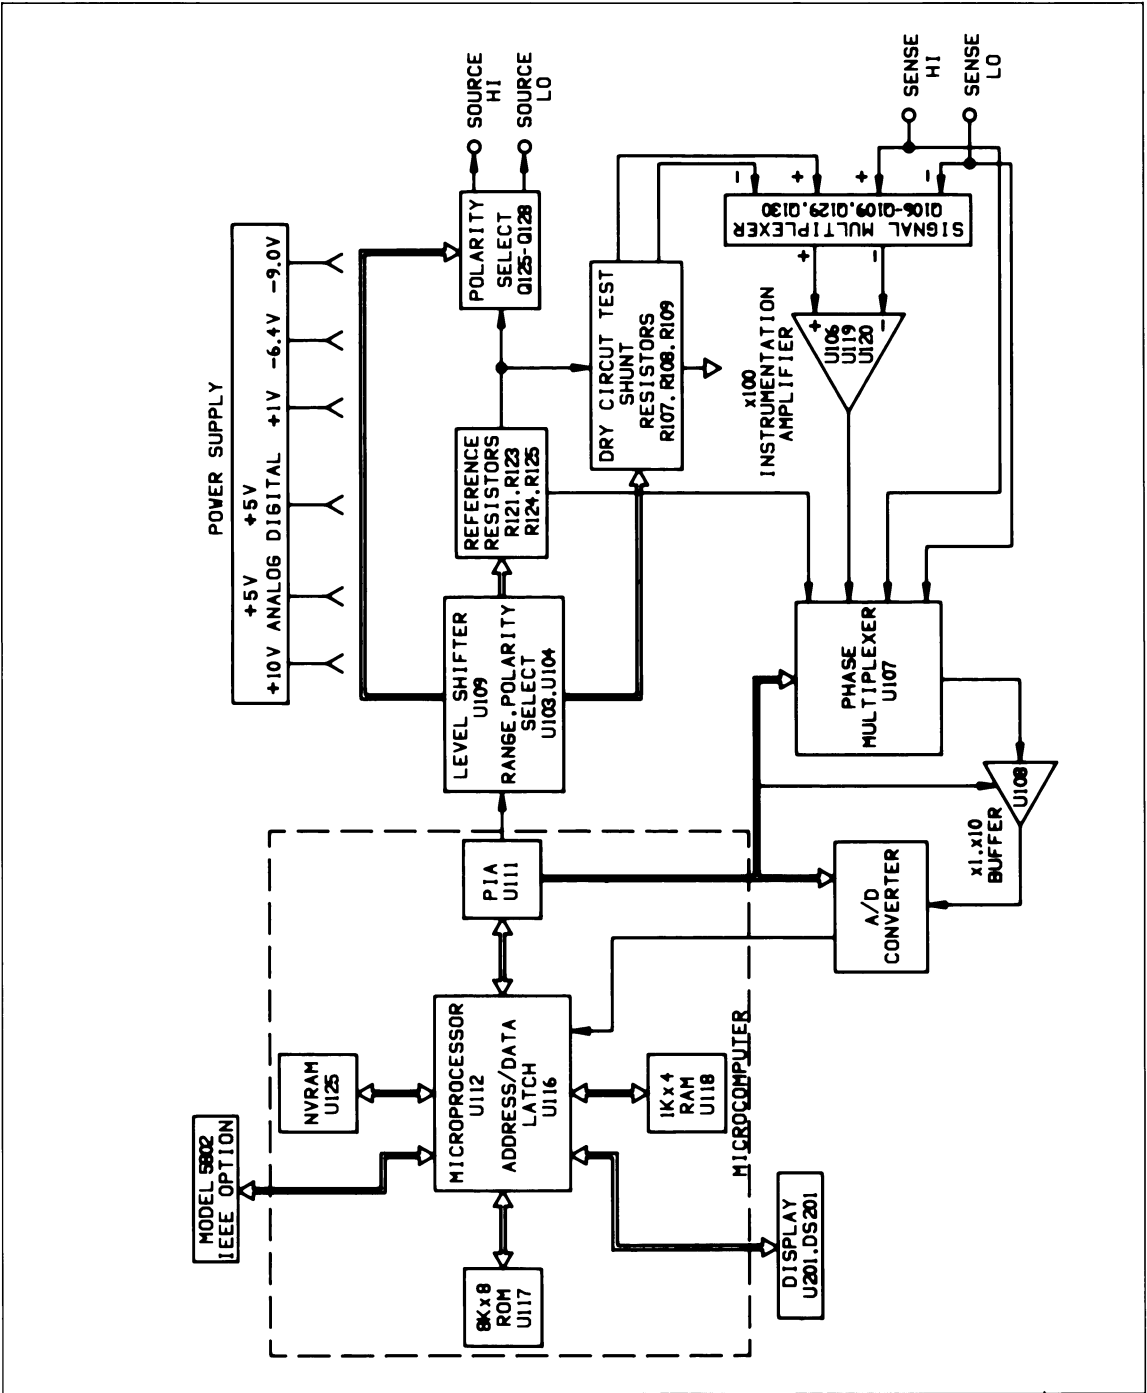 POWER SUPPLY
+5V +5V
+10V ANALOG DIGITAL +1V -6.4V -9.0V
MODEL 5802
IEEE OPTION
NVRAM
U125
8K x 8
ROM
U117
MICROPROCESSOR
U112
ADDRESS/DATA
LATCH
U116
PIA
U111
1K x 4
RAM
U118
MICROCOMPUTER
DISPLAY
U201.DS201
LEVEL SHIFTER
U109
RANGE.POLARITY
SELECT
U103.U104
REFERENCE
RESISTORS
R121.R123
R124.R125
POLARITY
SELECT
Q125-Q128
SOURCE
HI
SOURCE
LO
DRY CIRCUT TEST
SHUNT
RESISTORS
R107.R108.R109
A/D
CONVERTER
x1.x10
BUFFER
U108
PHASE
MULTIPLEXER
U107
x100
INSTRUMENTATION
AMPLIFIER
+
-
U106
U119
U120
+
-
SIGNAL MULTIPLEXER
Q106-Q109.Q129.Q130
-
+
+
-
SENSE
HI
SENSE
LO